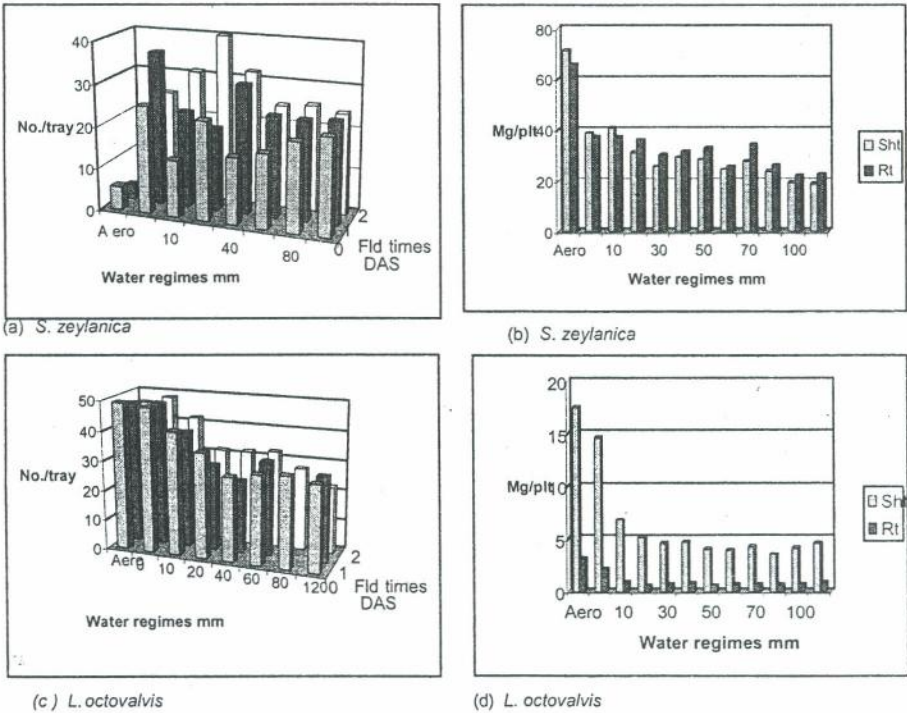 40
30
No./tray
20
10
0
A ero
10
40
80
0
1
2
Fld times
DAS
Water regimes mm
(a) S. zeylanica
80
60
Mg/plt
40
20
0
Aero 10 30 50 70 100
Sht
Rt
(b) S. zeylanica
50
40
No./tray
30
20
10
0
Aero 0 10 20 40 60 80 1200
1
2
Fld times
DAS
Water regimes mm
(c ) L. octovalvis
20
15
Mg/plt
10
5
0
Aero 10 30 50 70 100
Sht
Rt
Water regimes mm
(d) L. octovalvis